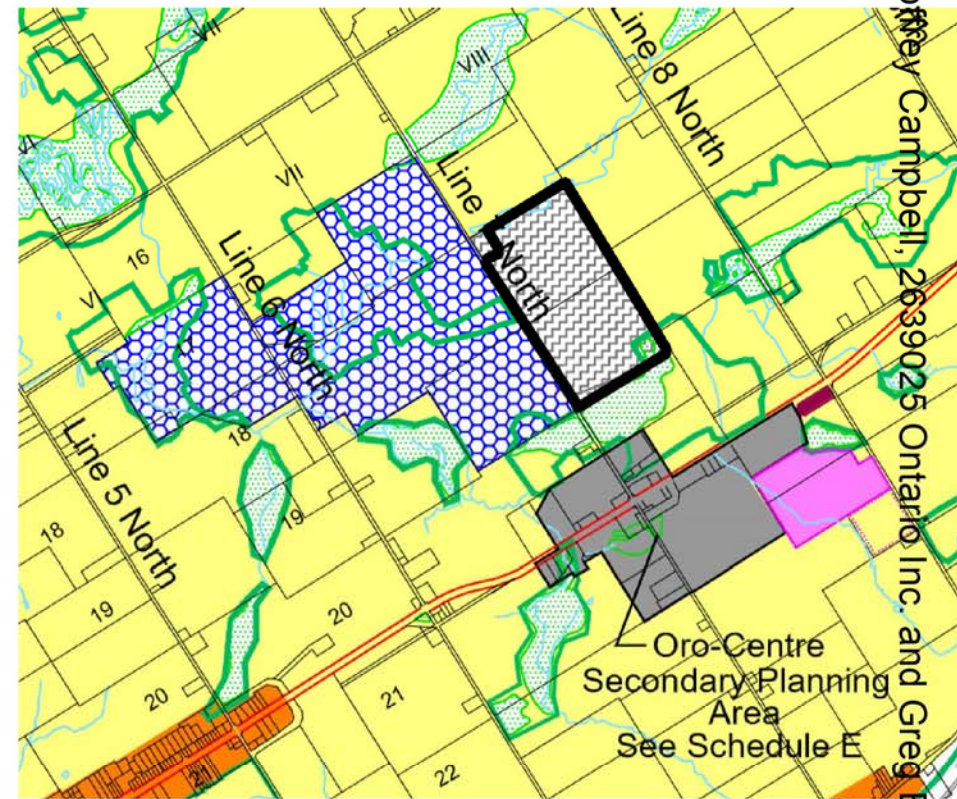 VII
VIII
Line 8 North
VI
VII
Line
North
16
Line 6 North
VI
18
Line 5 North
18
19
19
20
20
21
21
22
Oro-Centre
Secondary Planning
Area
See Schedule E
ffrey Campbell, 2639025 Ontario Inc. and Greg